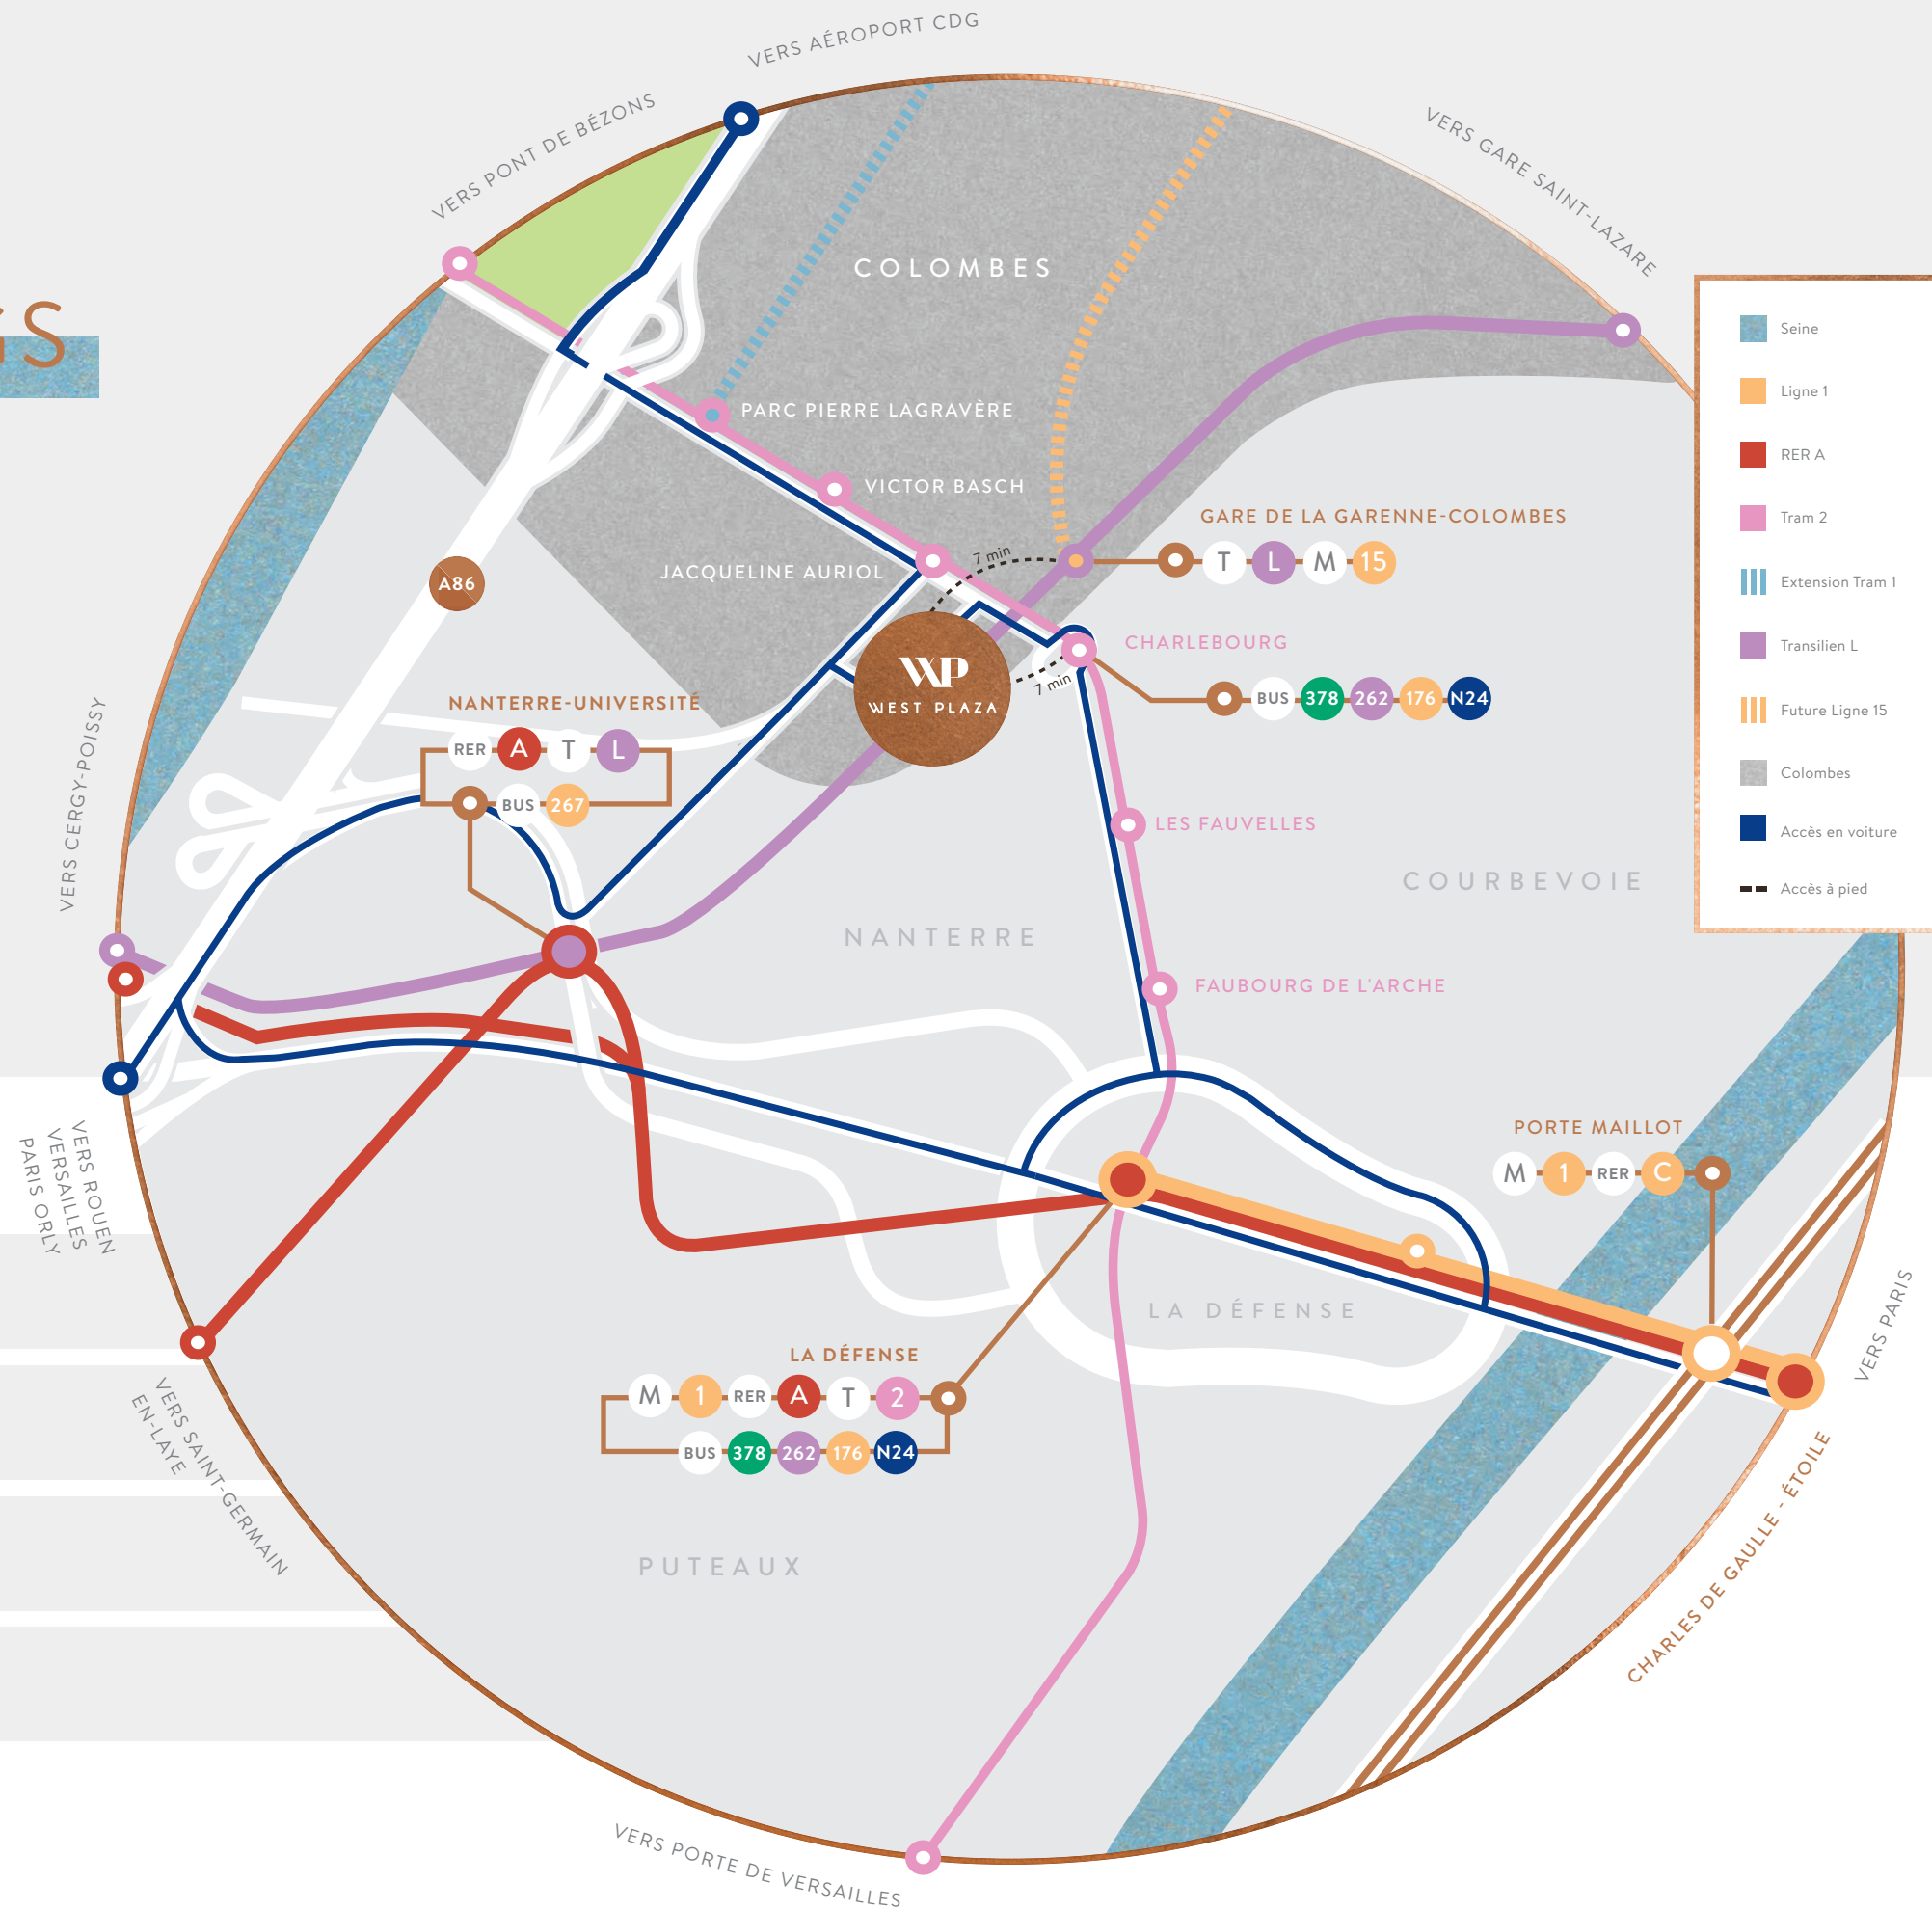 VERS AÉROPORT CDG
VERS PONT DE BÉZONS
VERS GARE SAINT-LAZARE
COLOMBES
Seine
Ligne 1
RER A
Tram 2
Extension Tram 1
Transilien L
Future Ligne 15
Colombes
Accès en voiture
Accès à pied
PARC PIERRE LAGRAVÈRE
VICTOR BASCH
GARE DE LA GARENNE-COLOMBES
T L M 15
7 min
JACQUELINE AURIOL
A86
CHARLEBOURG
BUS 378 262 176 N24
7 min
WP
WEST PLAZA
NANTERRE-UNIVERSITÉ
RER A T L
BUS 267
VERS CERGY-POISSY
LES FAUVELLES
COURBEVOIE
NANTERRE
FAUBOURG DE L'ARCHE
PORTE MAILLOT
M 1 RER C
VERS ROUEN
VERSAILLES
PARIS ORLY
LA DÉFENSE
VERS PARIS
LA DÉFENSE
M 1 RER A T 2
BUS 378 262 176 N24
VERS SAINT-GERMAIN
EN-LAYE
CHARLES DE GAULLE - ÉTOILE
PUTEAUX
VERS PORTE DE VERSAILLES